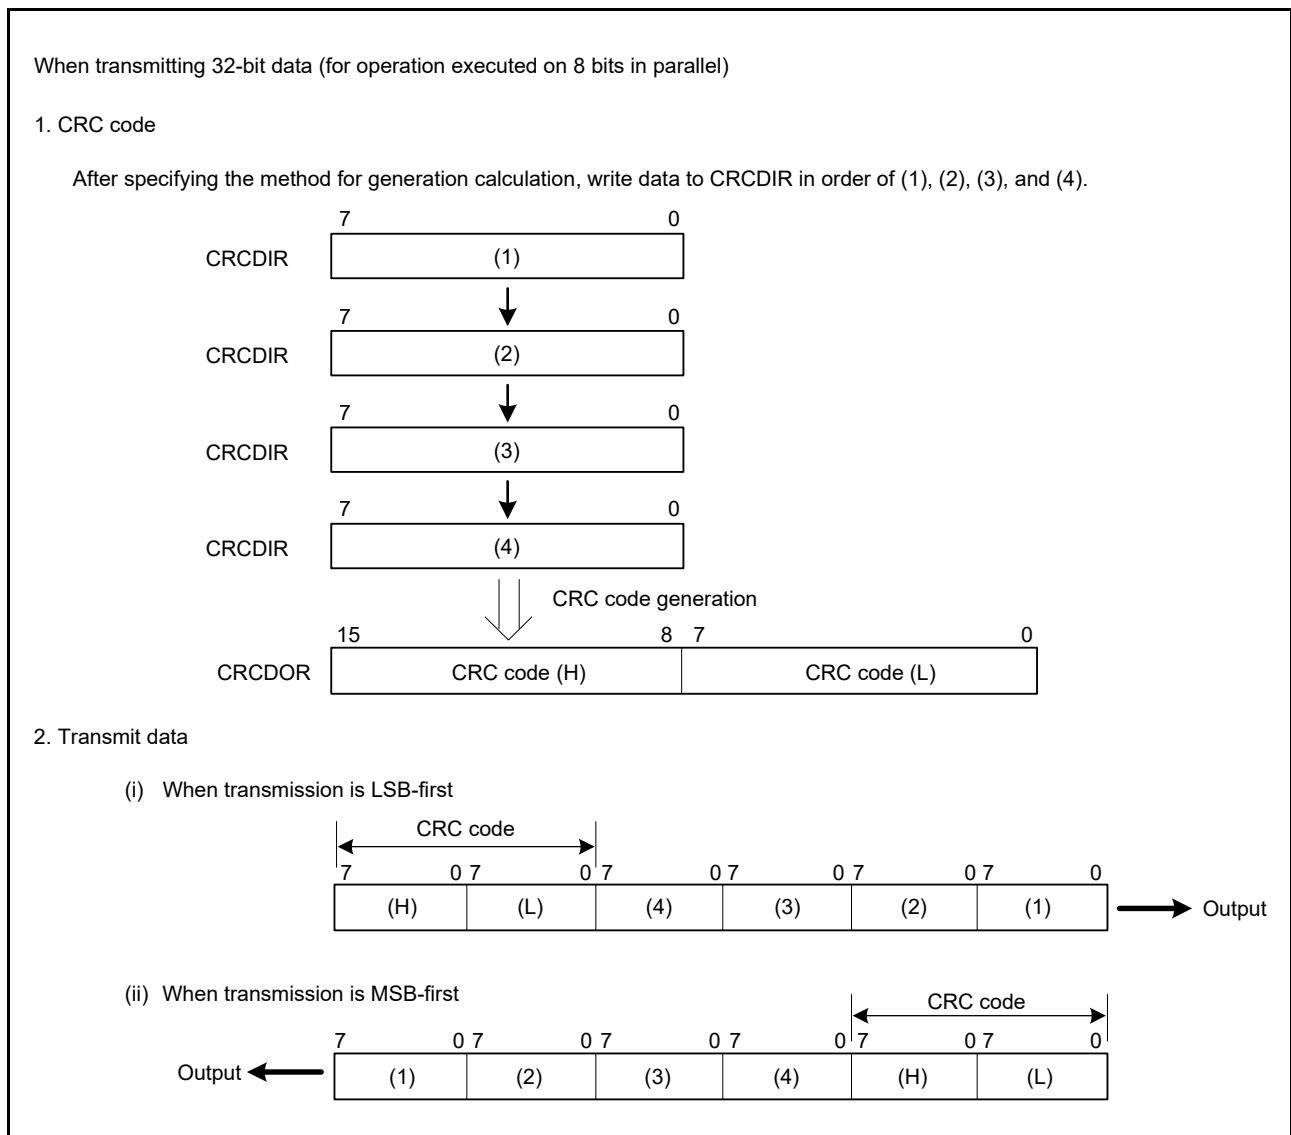 When transmitting 32-bit data (for operation executed on 8 bits in parallel)
1. CRC code
After specifying the method for generation calculation, write data to CRCDIR in order of (1), (2), (3), and (4).
7 0
CRCDIR (1)
7 0
CRCDIR (2)
7 0
CRCDIR (3)
7 0
CRCDIR (4)
CRC code generation
15 8 7 0
CRCDOR CRC code (H) CRC code (L)
2. Transmit data
(i) When transmission is LSB-first
CRC code
7 0 7 0 7 0 7 0 7 0 7 0
(H) (L) (4) (3) (2) (1) Output
(ii) When transmission is MSB-first
CRC code
7 0 7 0 7 0 7 0 7 0 7 0
Output (1) (2) (3) (4) (H) (L)